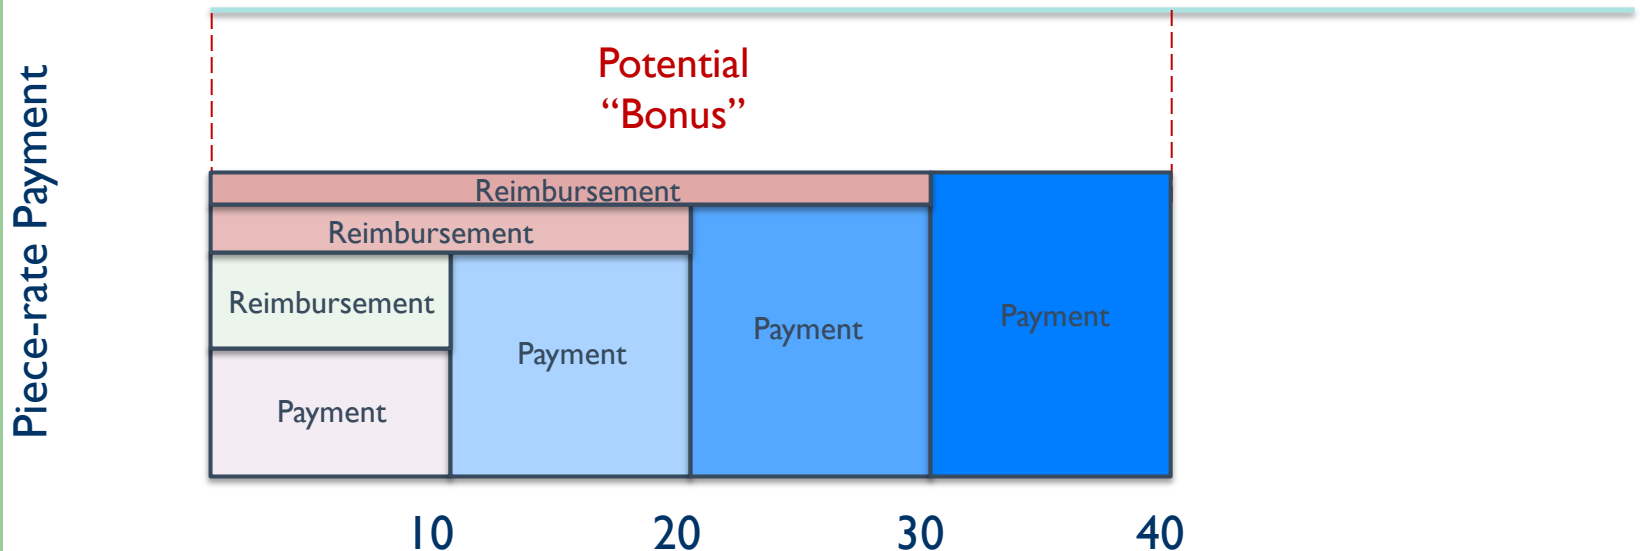 Piece-rate Payment
Potential
“Bonus”
Reimbursement
Reimbursement
Reimbursement
Payment
Payment
Payment
Payment
10 20 30 40